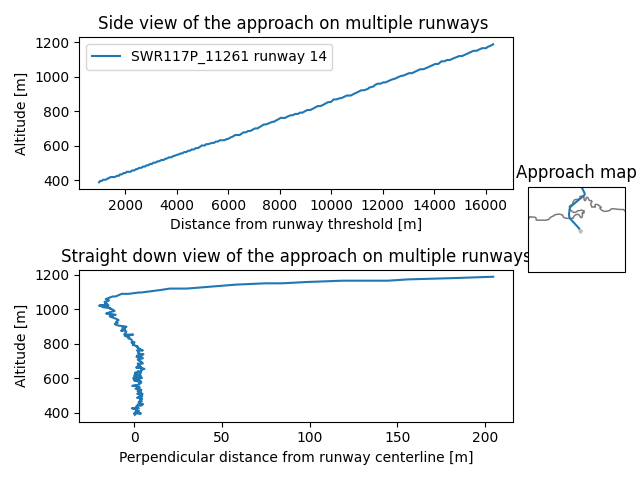 Side view of the approach on multiple runways
1200
1000
800
600
400
Altitude [m]
SWR117P_11261 runway 14
2000 4000 6000 8000 10000 12000 14000 16000
Distance from runway threshold [m]
Approach map
Straight down view of the approach on multiple runways
1200
1000
800
600
400
Altitude [m]
0 50 100 150 200
Perpendicular distance from runway centerline [m]